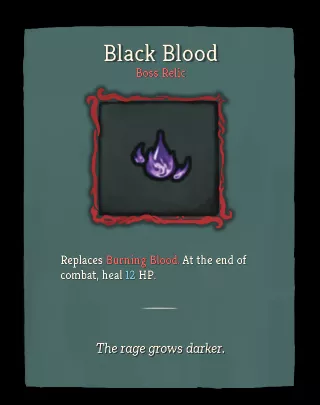 Black Blood
Boss Relic
Replaces Burning Blood. At the end of
combat, heal 12 HP.
The rage grows darker.